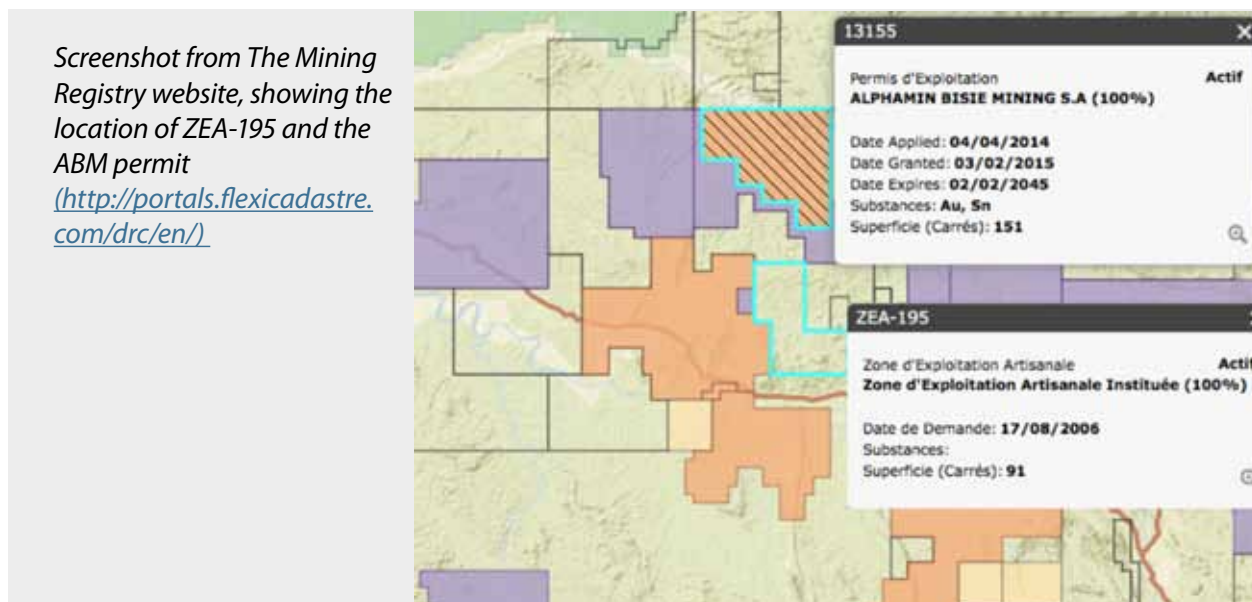 Screenshot from The Mining
Registry website, showing the
location of ZEA-195 and the
ABM permit
(http://portals.flexicadastre.
com/drc/en/)
13155
Permis d'Exploitation Actif
ALPHAMIN BISIE MINING S.A (100%)
Date Applied: 04/04/2014
Date Granted: 03/02/2015
Date Expires: 02/02/2045
Substances: Au, Sn
Superficie (Carrés): 151
ZEA-195
Zone d'Exploitation Artisanale Actif
Zone d'Exploitation Artisanale Instituée (100%)
Date de Demande: 17/08/2006
Substances:
Superficie (Carrés): 91